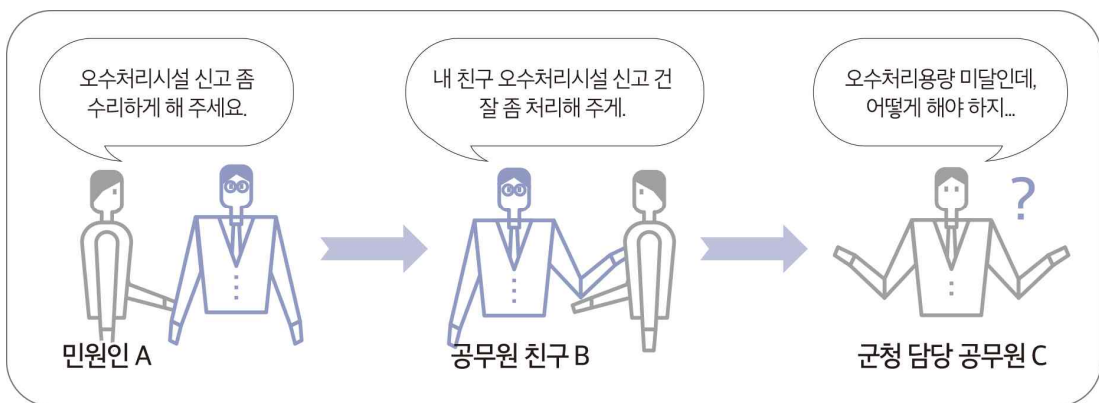 오수처리시설 신고 좀
수리하게 해 주세요.
내 친구 오수처리시설 신고 건
잘 좀 처리해 주게.
오수처리용량 미달인데,
어떻게 해야 하지...
?
민원인 A
공무원 친구 B
군청 담당 공무원 C